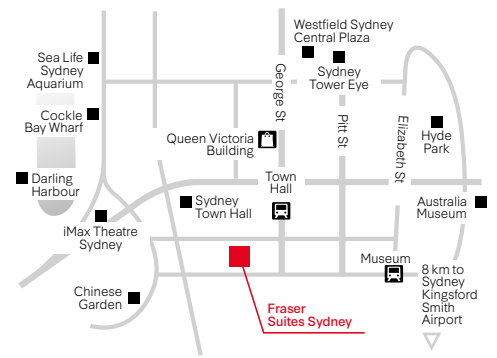 Westfield Sydney
Central Plaza
Sea Life
Sydney
Aquarium
Sydney
Tower Eye
George St
Cockle
Bay Wharf
Pitt St
Elizabeth St
Hyde
Park
Queen Victoria
Building
Darling
Harbour
Town
Hall
Sydney
Town Hall
Australia
Museum
iMax Theatre
Sydney
Museum
8 km to
Sydney
Kingsford
Smith
Airport
Chinese
Garden
Fraser
Suites Sydney